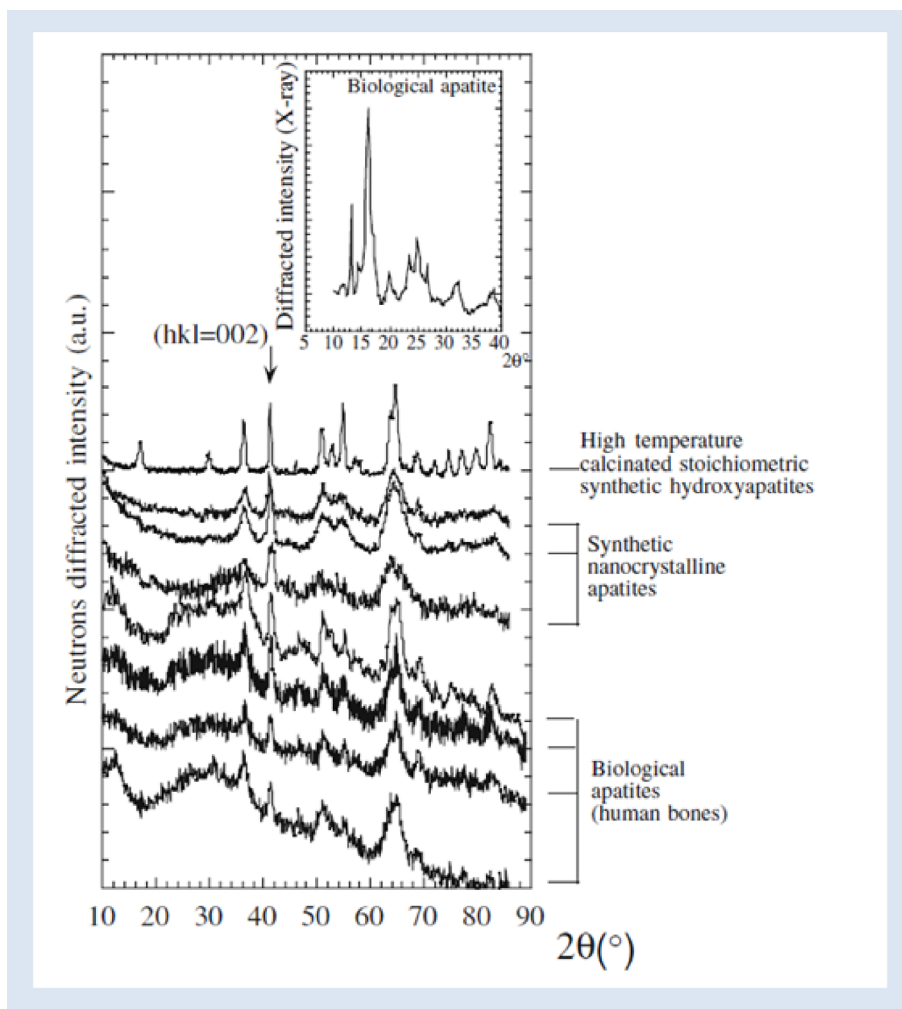 Biological apatite
Diffracted intensity (X-ray)
5 10 15 20 25 30 35 40
2θ°
(hkl=002)
Neutrons diffracted intensity (a.u.)
High temperature
calcinated stoichiometric
synthetic hydroxyapatites
Synthetic
nanocrystalline
apatites
Biological
apatites
(human bones)
10 20 30 40 50 60 70 80 90
2θ(°)